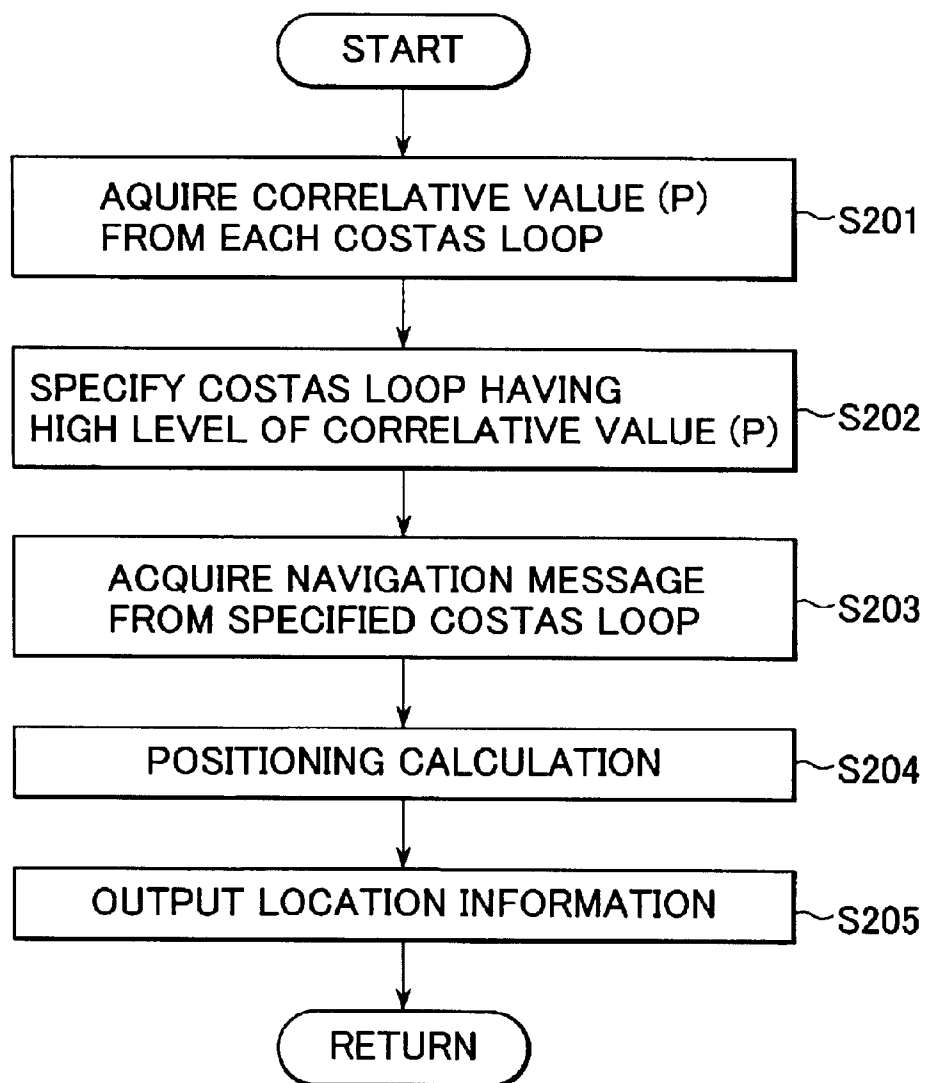 START
AQUIRE CORRELATIVE VALUE (P)
FROM EACH COSTAS LOOP
S201
SPECIFY COSTAS LOOP HAVING
HIGH LEVEL OF CORRELATIVE VALUE (P)
S202
ACQUIRE NAVIGATION MESSAGE
FROM SPECIFIED COSTAS LOOP
S203
POSITIONING CALCULATION
S204
OUTPUT LOCATION INFORMATION
S205
RETURN